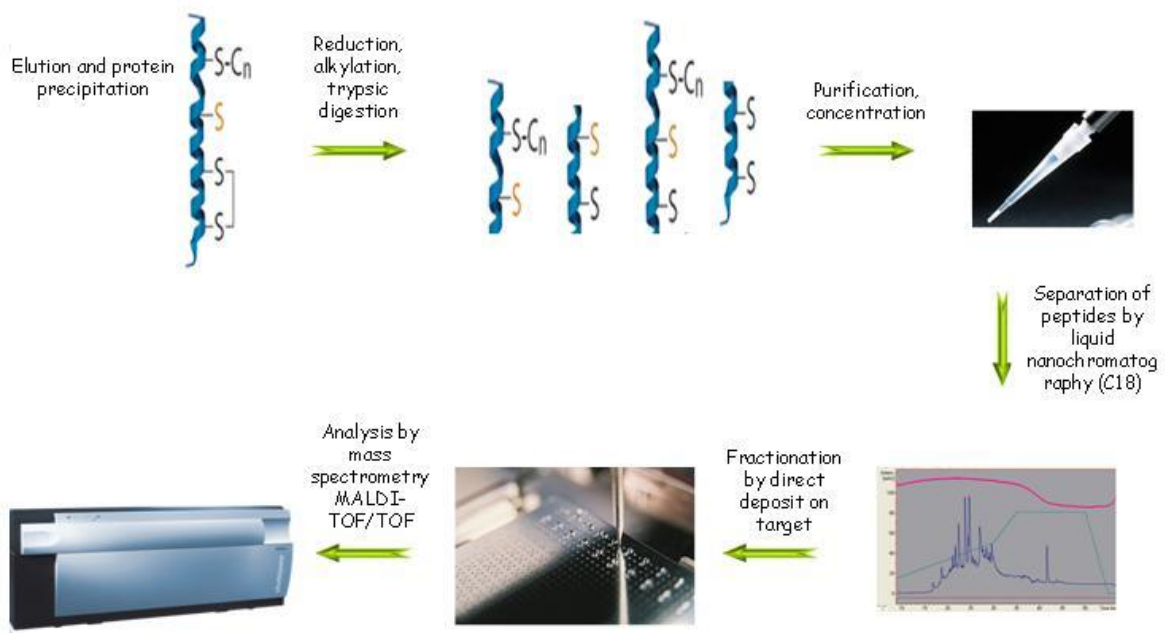 Elution and protein
precipitation
S-Cn
S
S
S
Reduction,
alkylation,
trypsic
digestion
S-Cn
S
S
S
S-Cn
S
S
S
S
Purification,
concentration
Separation of
peptides by
liquid
nanochromatog
raphy (C18)
Fractionation
by direct
deposit on
target
Analysis by
mass
spectrometry
MALDI-
TOF/TOF